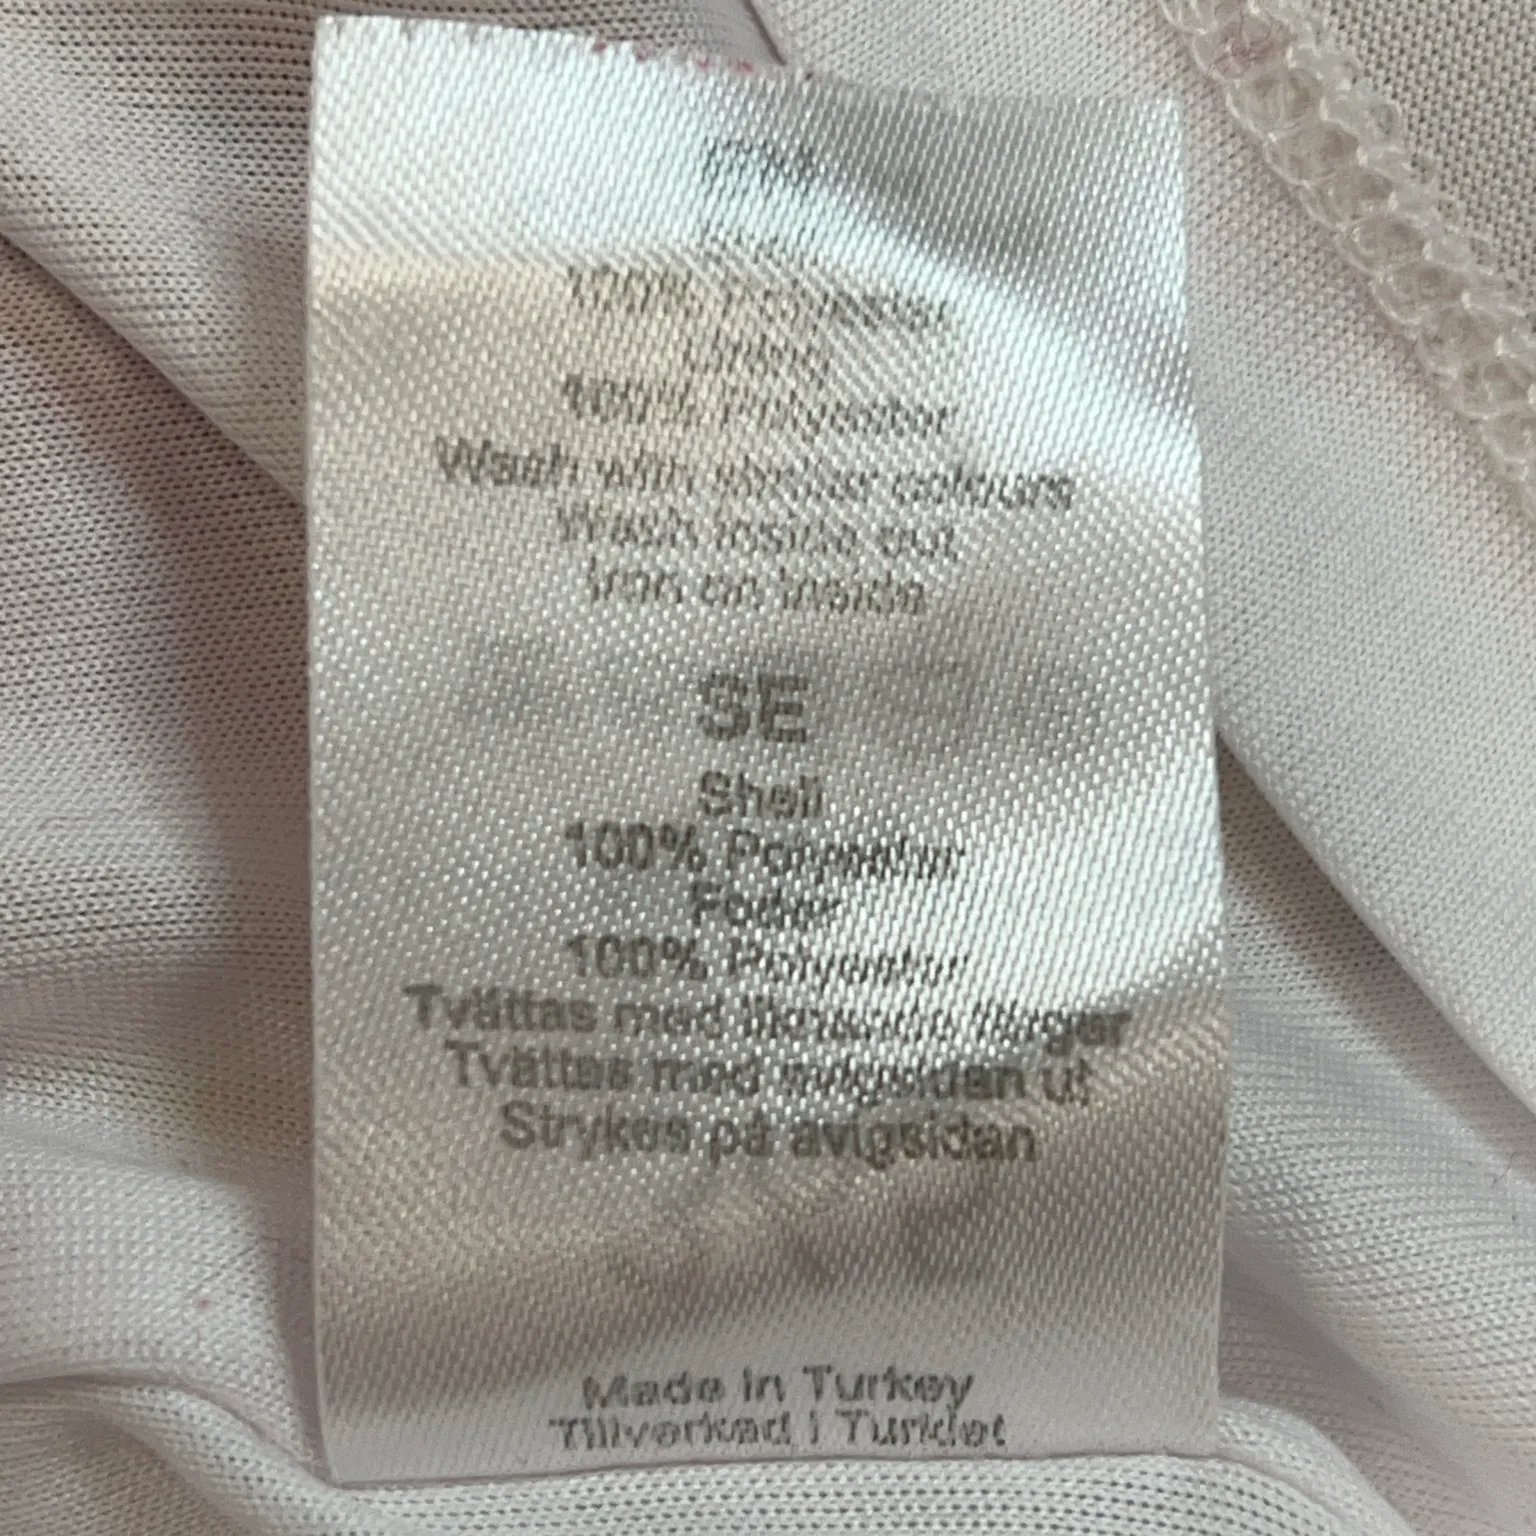 100% Polyester
Lining
100% Polyester
Wash with similar colours
Wash inside out
Iron on inside
SE
Shell
100% Polyester
Foder
100% Polyester
Tvättas med liknande färger
Tvättas med avigsidan ut
Strykes på avigsidan
Made in Turkey
Tillverkad i Turkiet